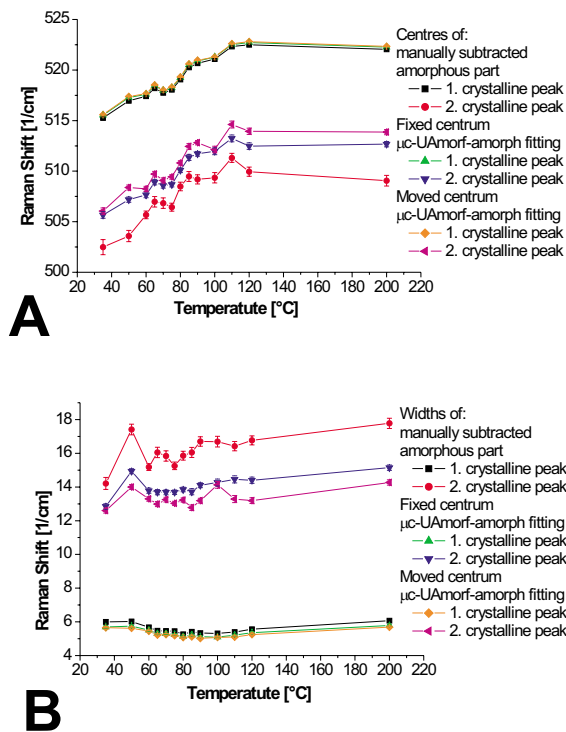 525
520
515
510
505
500
Raman Shift [1/cm]
20 40 60 80 100 120 140 160 180 200 220
Temperatute [°C]
A
Centres of:
manually subtracted
amorphous part
1. crystalline peak
2. crystalline peak
Fixed centrum
µc-UAmorf-amorph fitting
1. crystalline peak
2. crystalline peak
Moved centrum
µc-UAmorf-amorph fitting
1. crystalline peak
2. crystalline peak
18
16
14
12
10
8
6
4
Raman Shift [1/cm]
20 40 60 80 100 120 140 160 180 200 220
Temperatute [°C]
B
Widths of:
manually subtracted
amorphous part
1. crystalline peak
2. crystalline peak
Fixed centrum
µc-UAmorf-amorph fitting
1. crystalline peak
2. crystalline peak
Moved centrum
µc-UAmorf-amorph fitting
1. crystalline peak
2. crystalline peak